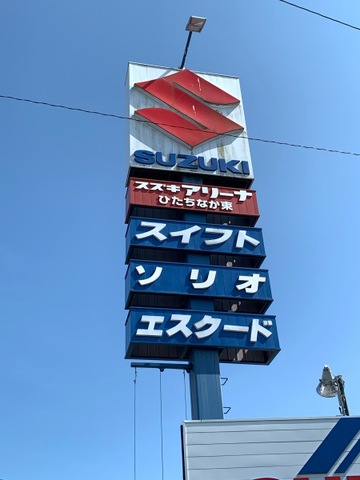 SUZUKI
スズキアリーナ
ひたちなか東
スイフト
ソリオ
エスクード